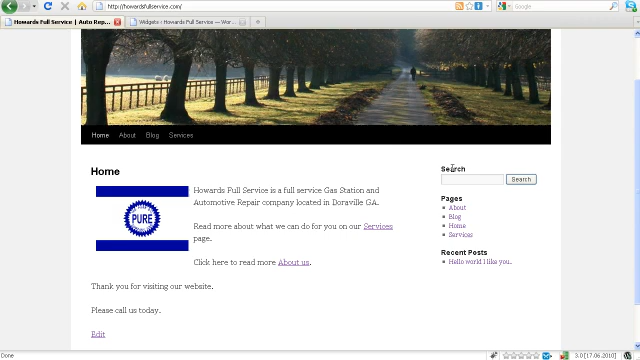 http://howardsfullservice.com/
Google
Howards Full Service | Auto Rep...
Widgets ‹ Howards Full Service — Wor...
Home About Blog Services
Home
PURE
Howards Full Service is a full service Gas Station and
Automotive Repair company located in Doraville GA.
Read more about what we can do for you on our Services
page.
Click here to read more About us.
Thank you for visiting our website.
Please call us today.
Edit
Search
Search
Pages
About
Blog
Home
Services
Recent Posts
Hello world I like you..
Done
3.0 [17.06.2010]